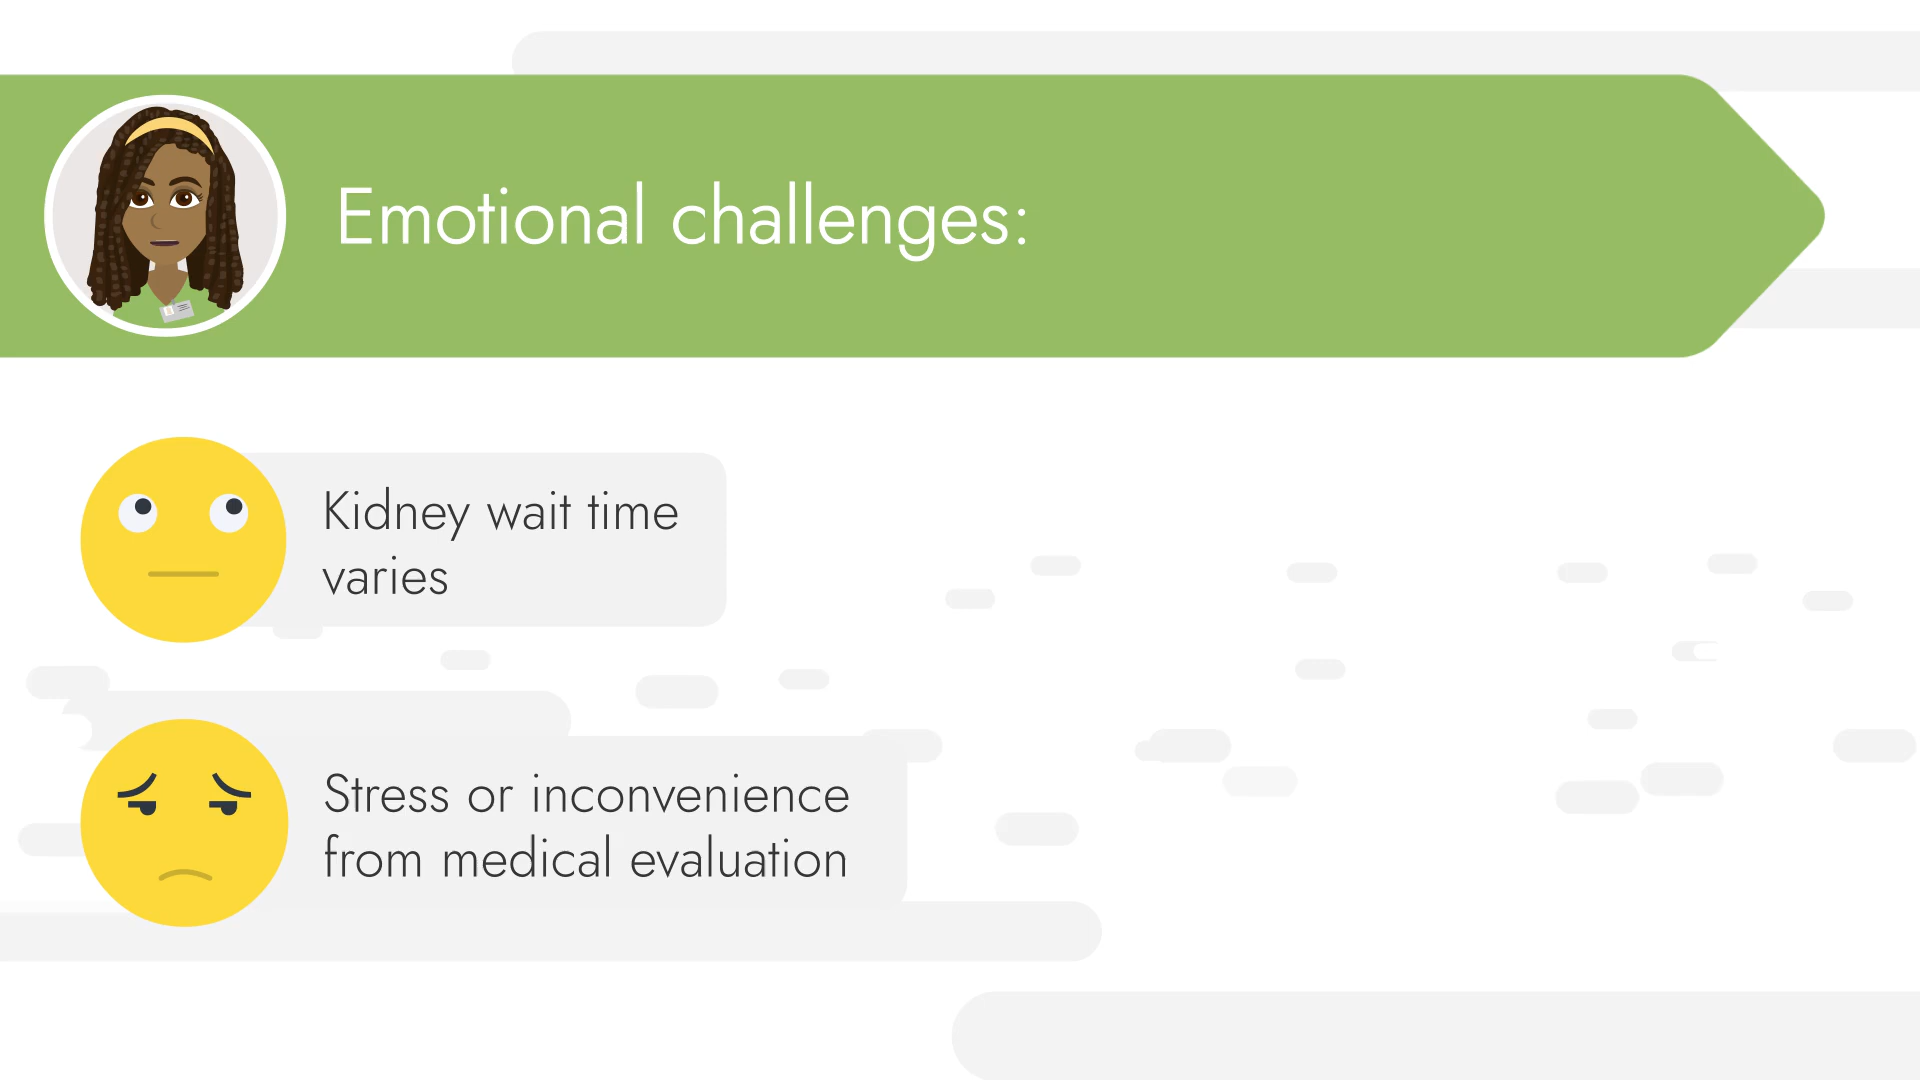 Emotional challenges:
Kidney wait time
varies
Stress or inconvenience
from medical evaluation